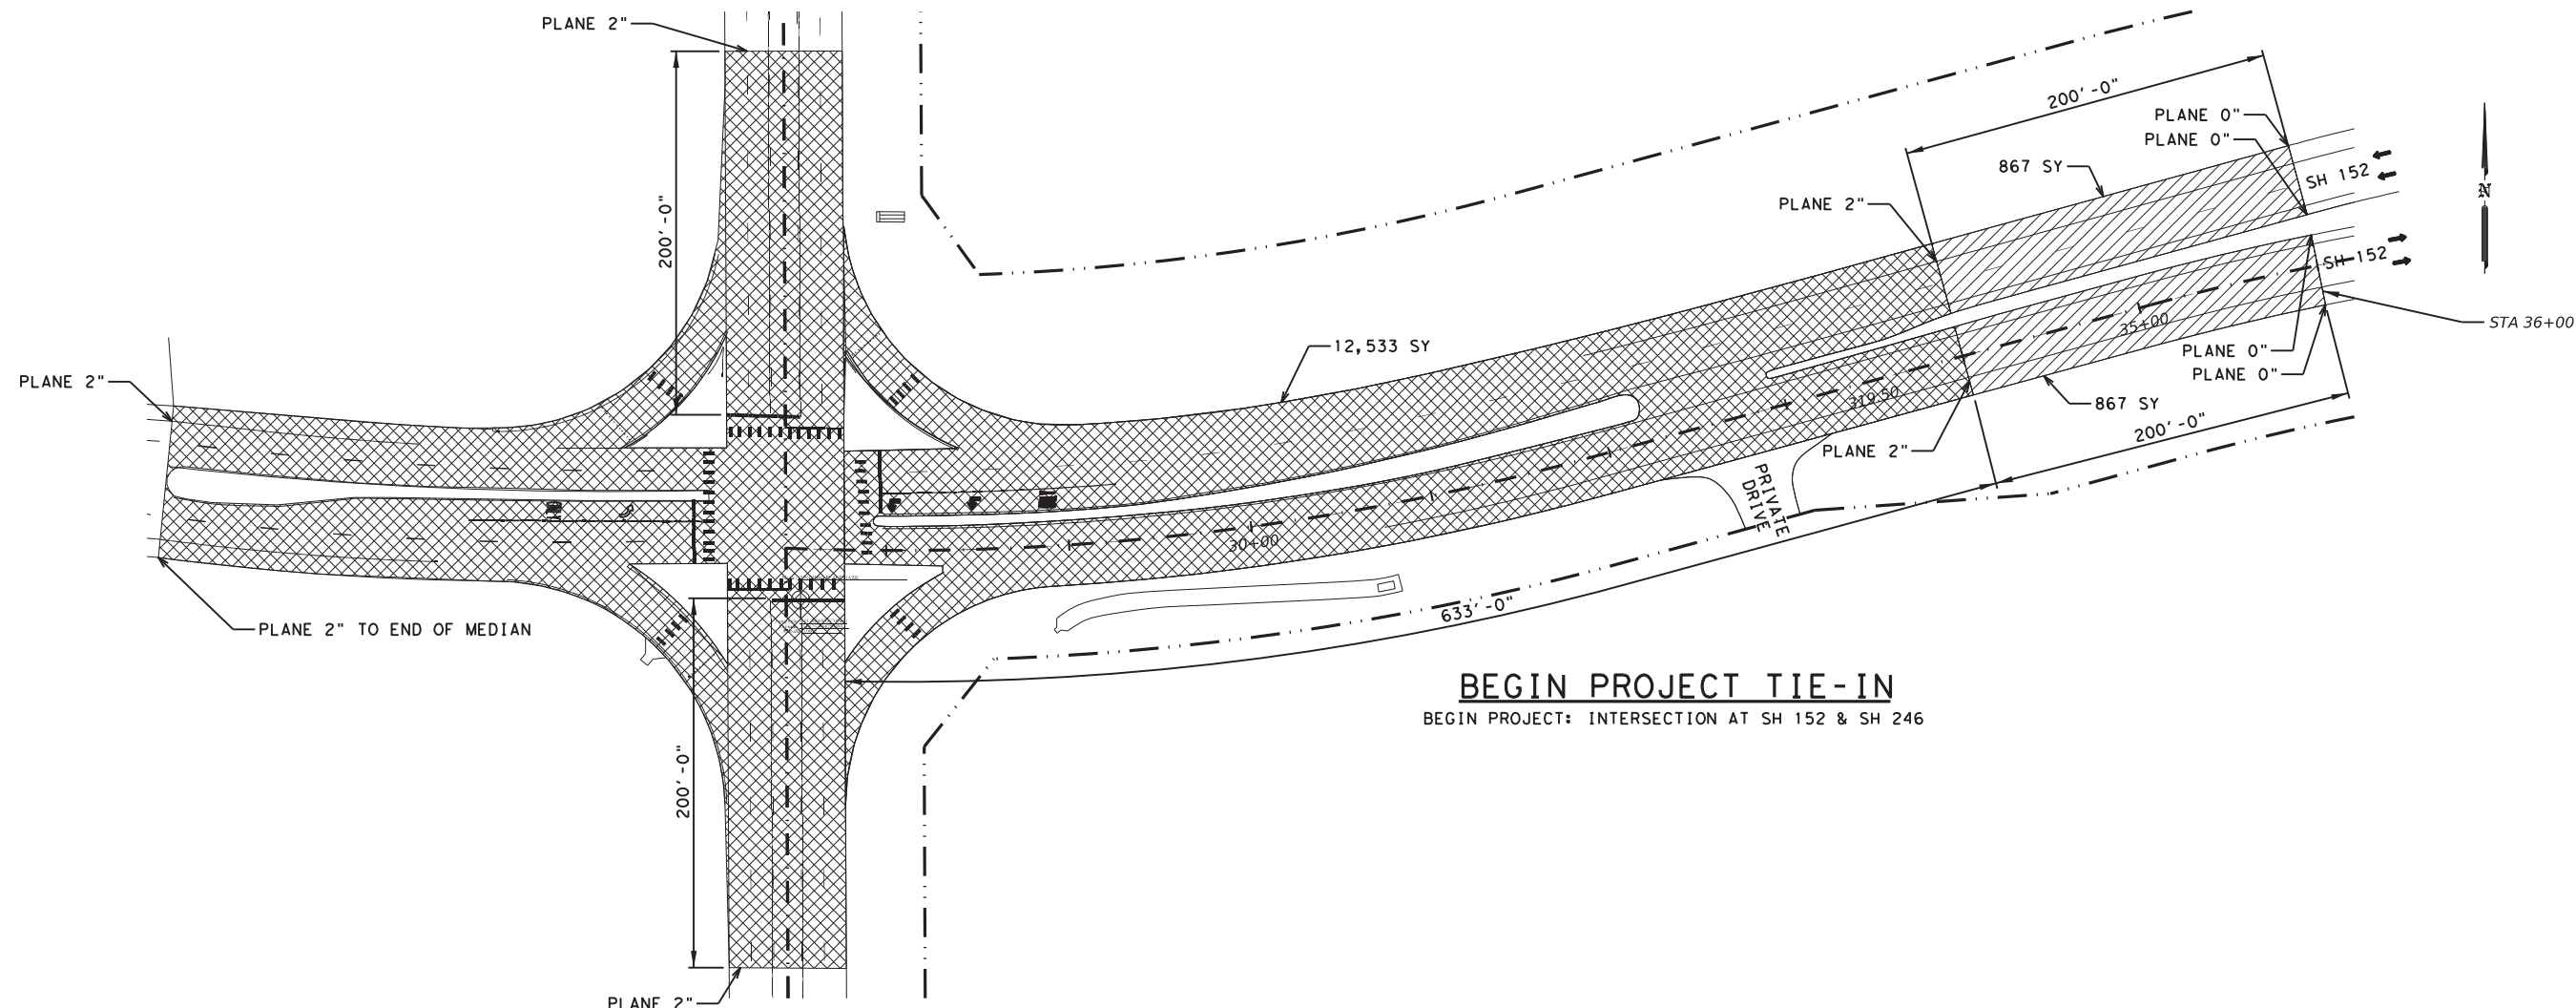 PLANE 2"
200'-0"
PLANE 0"
PLANE 0"
867 SY
SH 152
N
PLANE 2"
200'-0"
SH 152
STA 36+00
35+00
12,533 SY
PLANE 0"
PLANE 0"
PLANE 2"
319.50
867 SY
200'-0"
PLANE 2"
PRIVATE
DRIVE
30+00
633'-0"
PLANE 2" TO END OF MEDIAN
BEGIN PROJECT TIE-IN
BEGIN PROJECT: INTERSECTION AT SH 152 & SH 246
200'-0"
PLANE 2"